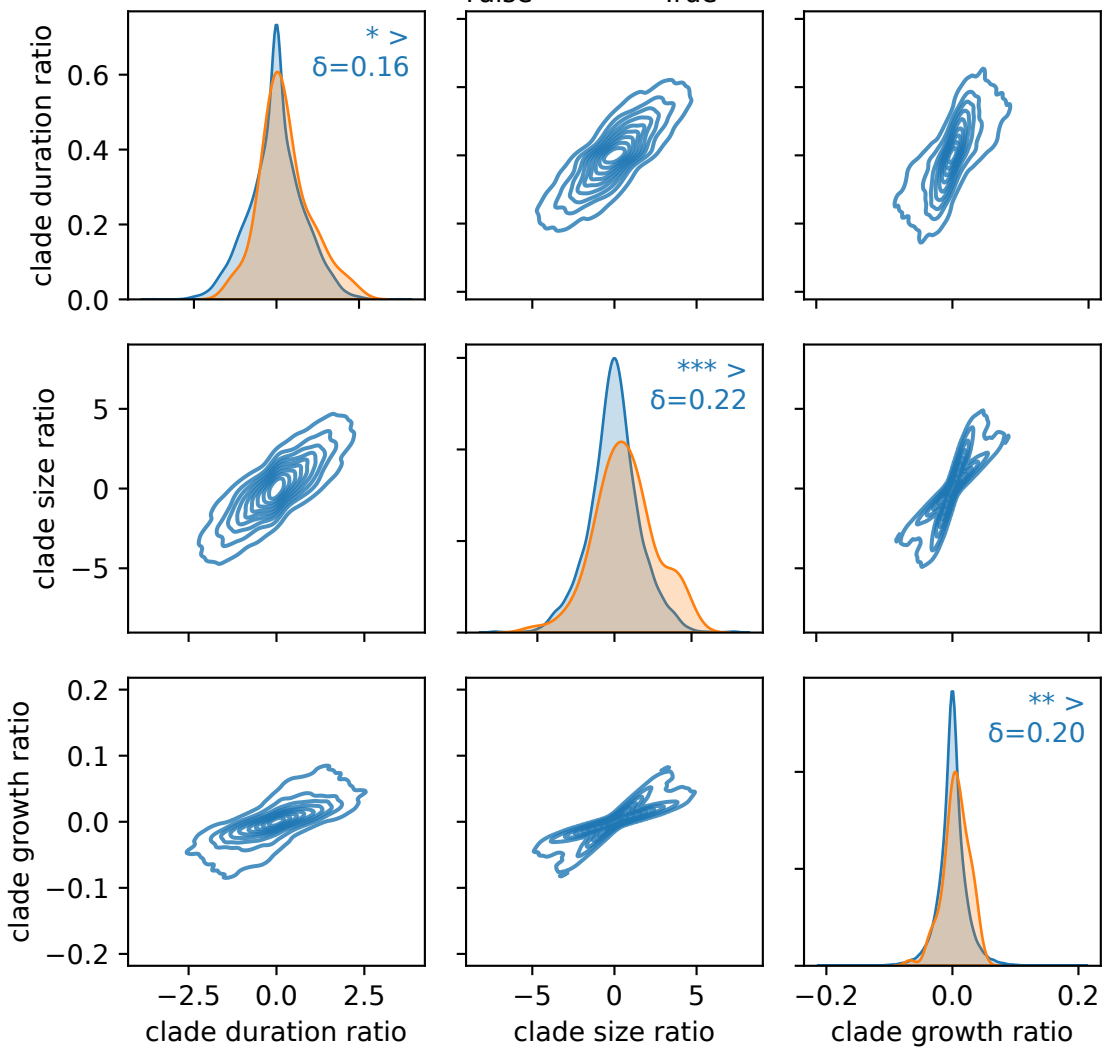 False True
clade duration ratio
0.6
0.4
0.2
0.0
* >
δ=0.16
clade size ratio
5
0
−5
*** >
δ=0.22
clade growth ratio
0.2
0.1
0.0
−0.1
−0.2
** >
δ=0.20
−2.5 0.0 2.5
clade duration ratio
−5 0 5
clade size ratio
−0.2 0.0 0.2
clade growth ratio